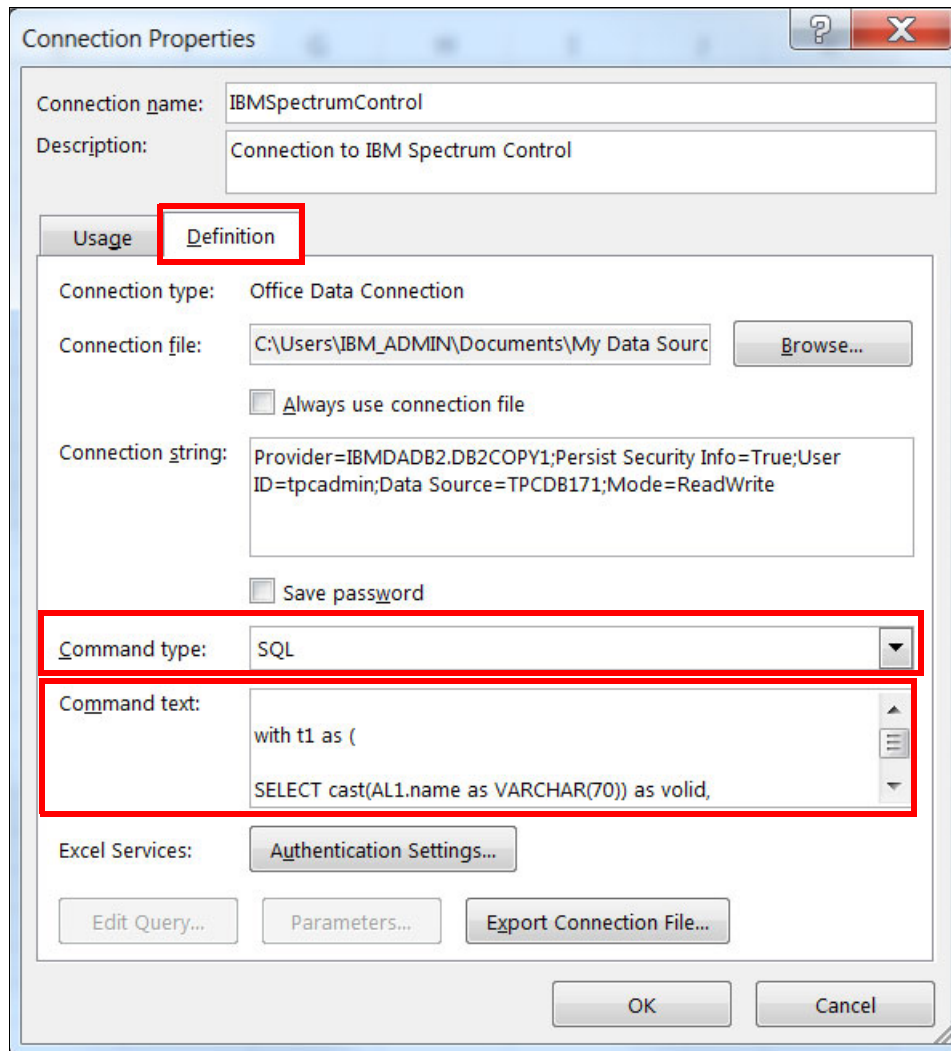 Connection Properties
Connection name: IBMSpectrumControl
Description: Connection to IBM Spectrum Control
Usage Definition
Connection type: Office Data Connection
Connection file: C:\Users\IBM_ADMIN\Documents\My Data Sourc Browse...
Always use connection file
Connection string: Provider=IBMDADB2.DB2COPY1;Persist Security Info=True;User
ID=tpcadmin;Data Source=TPCDB171;Mode=ReadWrite
Save password
Command type: SQL
Command text:
with t1 as (
SELECT cast(AL1.name as VARCHAR(70)) as volid,
Excel Services: Authentication Settings...
Edit Query... Parameters... Export Connection File...
OK Cancel